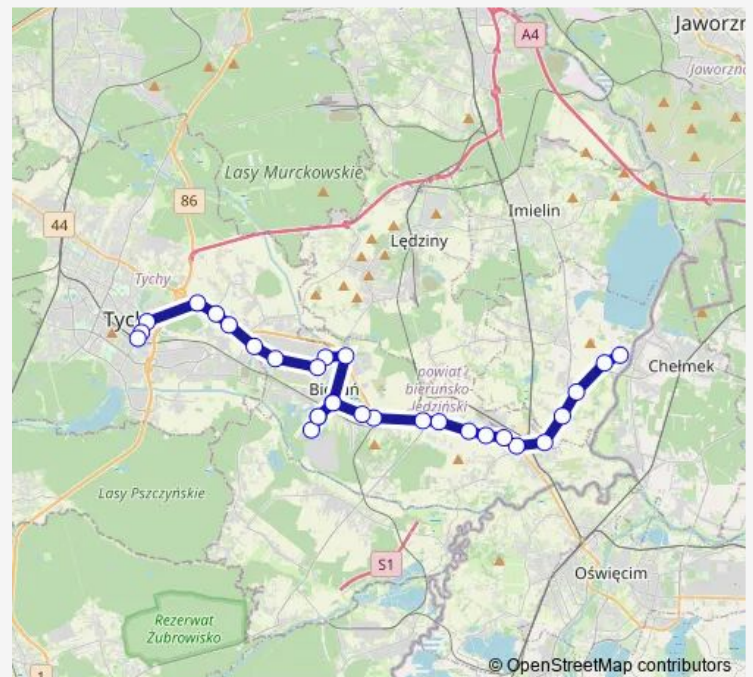 Jaworzn
A4
Jaworzno
Lasy Murckowskie
86
44
Imielin
Lędziny
Tychy
Tych
Chełmek
powiat
bieruńsko-
lędziński
Bieruń
Lasy Pszczyńskie
S1
Oświęcim
Rezerwat
Żubrowisko
1
© OpenStreetMap contributors